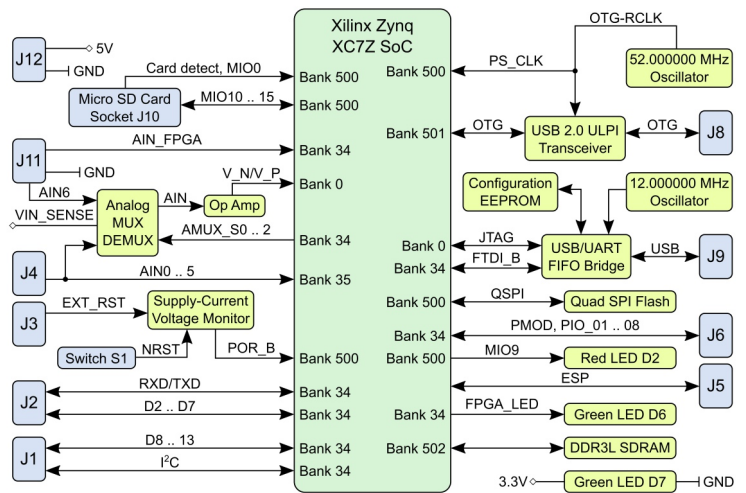 Xilinx Zynq
XC7Z SoC
J12
5V
GND
Card detect, MIO0
Bank 500
Micro SD Card
Socket J10
MIO10 .. 15
Bank 500
AIN_FPGA
Bank 34
J11
GND
AIN6
VIN_SENSE
Analog
MUX
DEMUX
AIN
Op Amp
V_N/V_P
Bank 0
AMUX_S0 .. 2
Bank 34
J4
AIN0 .. 5
Bank 35
J3
EXT_RST
Supply-Current
Voltage Monitor
Switch S1
NRST
POR_B
Bank 500
J2
RXD/TXD
Bank 34
D2 .. D7
Bank 34
J1
D8 .. 13
Bank 34
I²C
Bank 34
OTG-RCLK
52.000000 MHz
Oscillator
Bank 500
PS_CLK
Bank 501
OTG
USB 2.0 ULPI
Transceiver
OTG
J8
Configuration
EEPROM
12.000000 MHz
Oscillator
Bank 0
JTAG
Bank 34
FTDI_B
USB/UART
FIFO Bridge
USB
J9
Bank 500
QSPI
Quad SPI Flash
Bank 34
PMOD, PIO_01 .. 08
J6
Bank 500
MIO9
Red LED D2
ESP
J5
Bank 34
FPGA_LED
Green LED D6
Bank 502
DDR3L SDRAM
3.3V
Green LED D7
GND